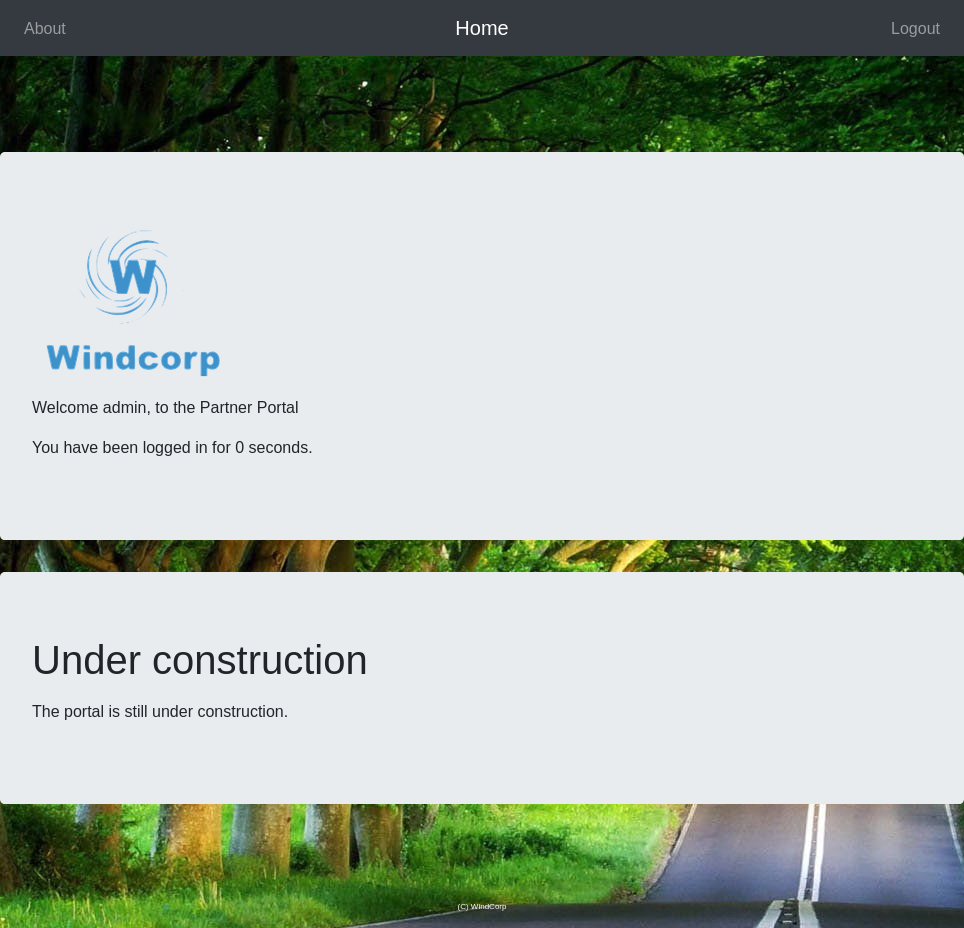 About
Home
Logout
W
Windcorp
Welcome admin, to the Partner Portal
You have been logged in for 0 seconds.
Under construction
The portal is still under construction.
(C) WindCorp